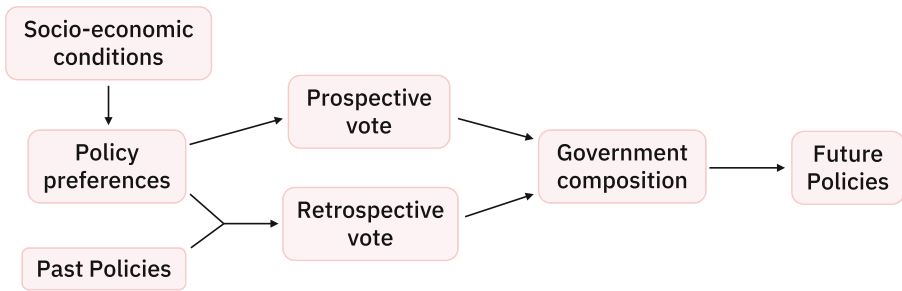 Socio-economic
conditions
Policy
preferences
Past Policies
Prospective
vote
Retrospective
vote
Government
composition
Future
Policies